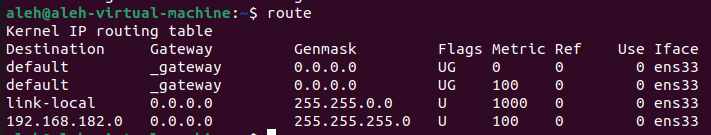 aleh@aleh-virtual-machine:~$ route
Kernel IP routing table
Destination     Gateway         Genmask         Flags Metric Ref    Use Iface
default         _gateway        0.0.0.0         UG    0      0        0 ens33
default         _gateway        0.0.0.0         UG    100    0        0 ens33
link-local      0.0.0.0         255.255.0.0     U     1000   0        0 ens33
192.168.182.0   0.0.0.0         255.255.255.0   U     100    0        0 ens33